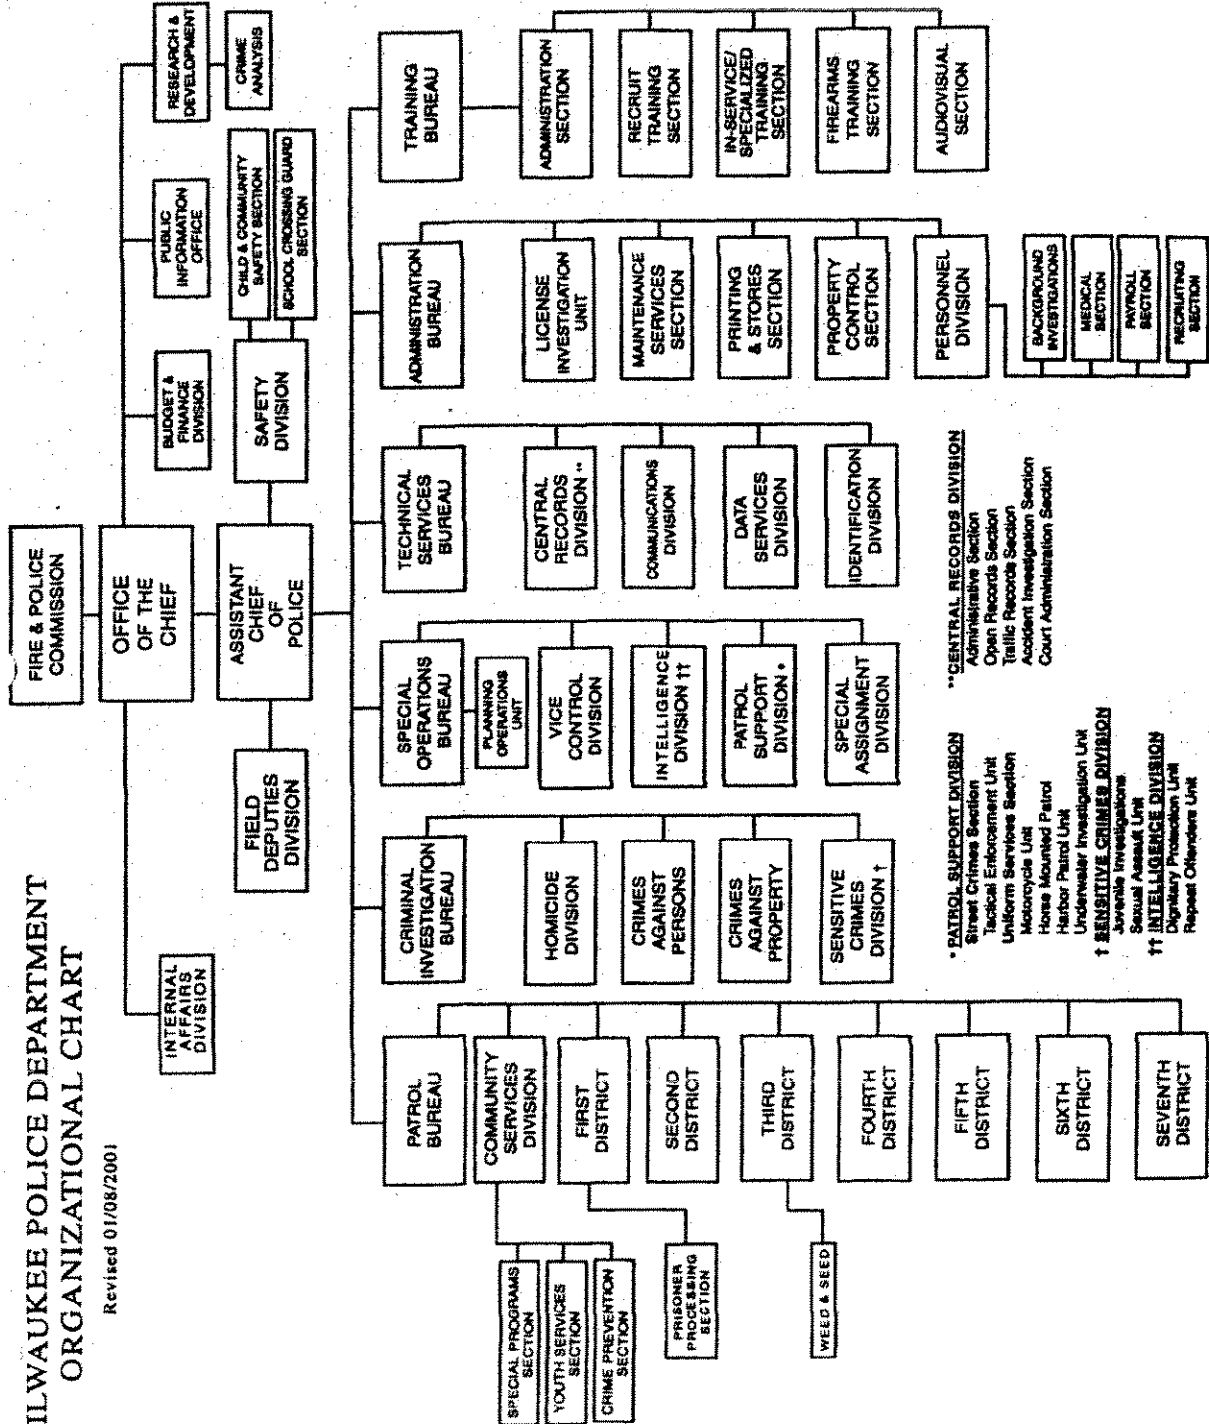 ILWAUKEE POLICE DEPARTMENT
ORGANIZATIONAL CHART
Revised 01/08/2001
FIRE & POLICE
COMMISSION
OFFICE
OF THE
CHIEF
INTERNAL
AFFAIRS
DIVISION
BUDGET &
FINANCE
DIVISION
PUBLIC
INFORMATION
OFFICE
RESEARCH &
DEVELOPMENT
CRIME
ANALYSIS
ASSISTANT
CHIEF
OF
POLICE
FIELD
DEPUTIES
DIVISION
SAFETY
DIVISION
CHILD & COMMUNITY
SAFETY SECTION
SCHOOL CROSSING GUARD
SECTION
PATROL
BUREAU
COMMUNITY
SERVICES
DIVISION
SPECIAL PROGRAMS
SECTION
YOUTH SERVICES
SECTION
CRIME PREVENTION
SECTION
FIRST
DISTRICT
PRISONER
PROCESSING
SECTION
SECOND
DISTRICT
THIRD
DISTRICT
WEED & SEED
FOURTH
DISTRICT
FIFTH
DISTRICT
SIXTH
DISTRICT
SEVENTH
DISTRICT
CRIMINAL
INVESTIGATION
BUREAU
HOMICIDE
DIVISION
CRIMES
AGAINST
PERSONS
CRIMES
AGAINST
PROPERTY
SENSITIVE
CRIMES
DIVISION †
SPECIAL
OPERATIONS
BUREAU
PLANNING
OPERATIONS
UNIT
VICE
CONTROL
DIVISION
INTELLIGENCE
DIVISION ††
PATROL
SUPPORT
DIVISION *
SPECIAL
ASSIGNMENT
DIVISION
TECHNICAL
SERVICES
BUREAU
CENTRAL
RECORDS
DIVISION **
COMMUNICATIONS
DIVISION
DATA
SERVICES
DIVISION
IDENTIFICATION
DIVISION
ADMINISTRATION
BUREAU
LICENSE
INVESTIGATION
UNIT
MAINTENANCE
SERVICES
SECTION
PRINTING
& STORES
SECTION
PROPERTY
CONTROL
SECTION
PERSONNEL
DIVISION
BACKGROUND
INVESTIGATIONS
MEDICAL
SECTION
PAYROLL
SECTION
RECRUITING
SECTION
TRAINING
BUREAU
ADMINISTRATION
SECTION
RECRUIT
TRAINING
SECTION
IN-SERVICE/
SPECIALIZED
TRAINING
SECTION
FIREARMS
TRAINING
SECTION
AUDIOVISUAL
SECTION
* PATROL SUPPORT DIVISION
Street Crimes Section
Tactical Enforcement Unit
Uniform Services Section
Motorcycle Unit
Horse Mounted Patrol
Harbor Patrol Unit
Underwater Investigation Unit
† SENSITIVE CRIMES DIVISION
Juvenile Investigations
Sexual Assault Unit
†† INTELLIGENCE DIVISION
Dignitary Protection Unit
Repeat Offenders Unit
**CENTRAL RECORDS DIVISION
Administrative Section
Open Records Section
Traffic Records Section
Accident Investigation Section
Court Administration Section